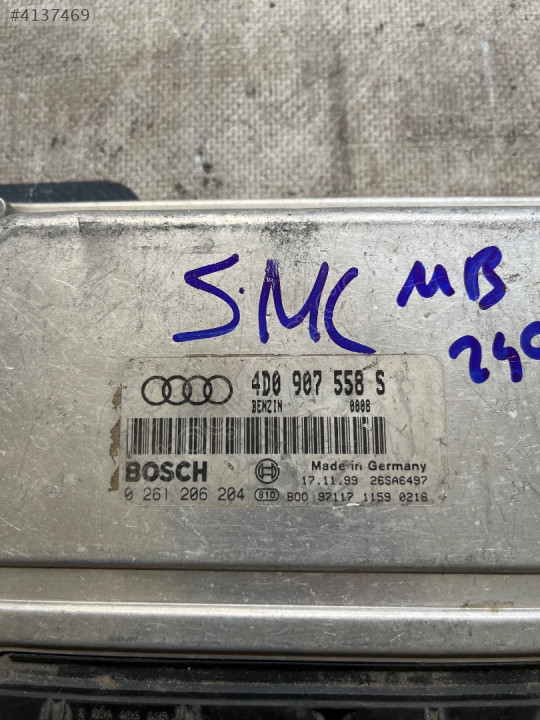 #4137469
S.MC MB
4D0 907 558 S
BENZIN 0008
BOSCH Made in Germany
17.11.99 26SA6497
0 261 206 204 810 B00 97117 1159 0216